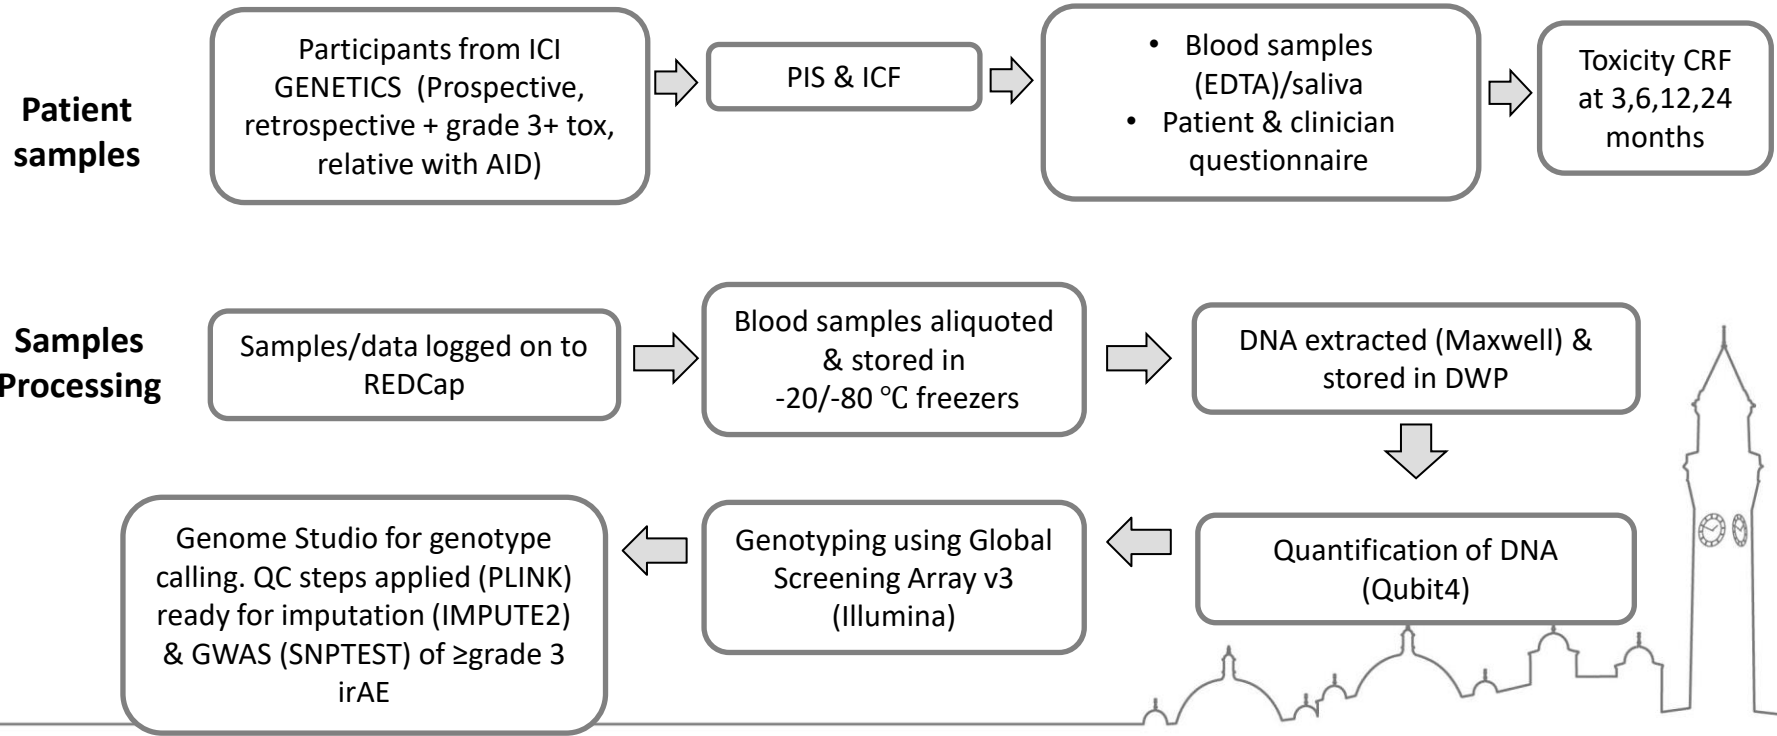 Patient
samples
Participants from ICI
GENETICS (Prospective,
retrospective + grade 3+ tox,
relative with AID)
PIS & ICF
• Blood samples
(EDTA)/saliva
• Patient & clinician
questionnaire
Toxicity CRF
at 3,6,12,24
months
Samples
Processing
Samples/data logged on to
REDCap
Blood samples aliquoted
& stored in
-20/-80 ℃ freezers
DNA extracted (Maxwell) &
stored in DWP
Quantification of DNA
(Qubit4)
Genotyping using Global
Screening Array v3
(Illumina)
Genome Studio for genotype
calling. QC steps applied (PLINK)
ready for imputation (IMPUTE2)
& GWAS (SNPTEST) of ≥grade 3
irAE